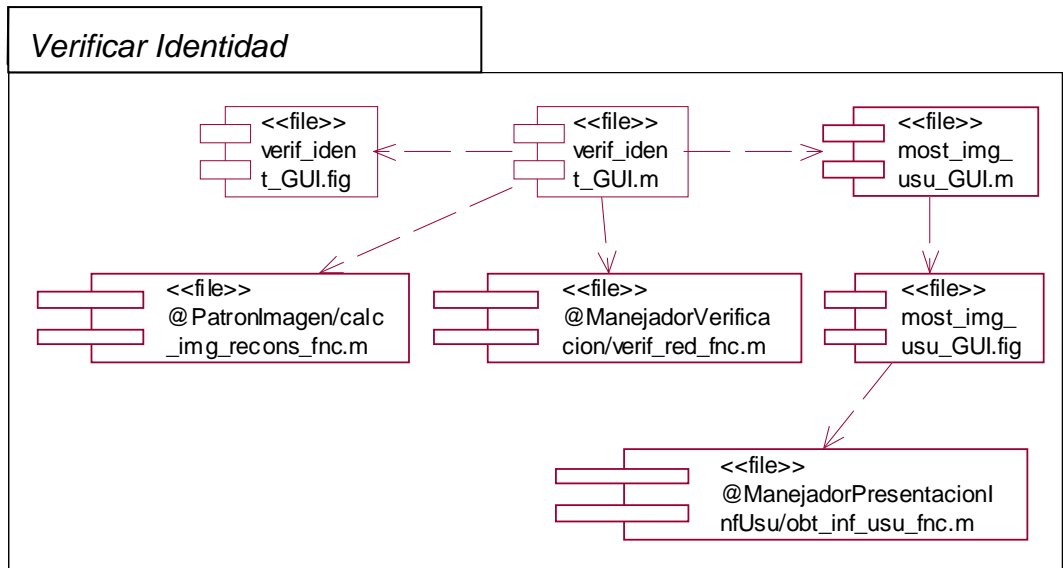 Verificar Identidad
<<file>>
verif_iden
t_GUI.fig
<<file>>
verif_iden
t_GUI.m
<<file>>
most_img_
usu_GUI.m
<<file>>
@PatronImagen/calc
_img_recons_fnc.m
<<file>>
@ManejadorVerifica
cion/verif_red_fnc.m
<<file>>
most_img_
usu_GUI.fig
<<file>>
@ManejadorPresentacionI
nfUsu/obt_inf_usu_fnc.m